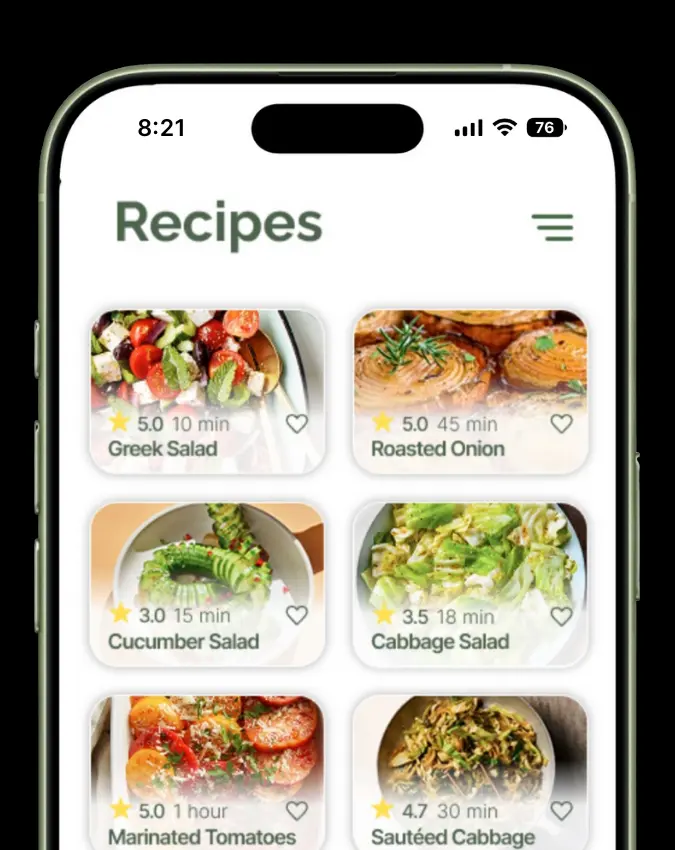 8:21
76
Recipes
5.0 10 min
Greek Salad
5.0 45 min
Roasted Onion
3.0 15 min
Cucumber Salad
3.5 18 min
Cabbage Salad
5.0 1 hour
Marinated Tomatoes
4.7 30 min
Sautéed Cabbage